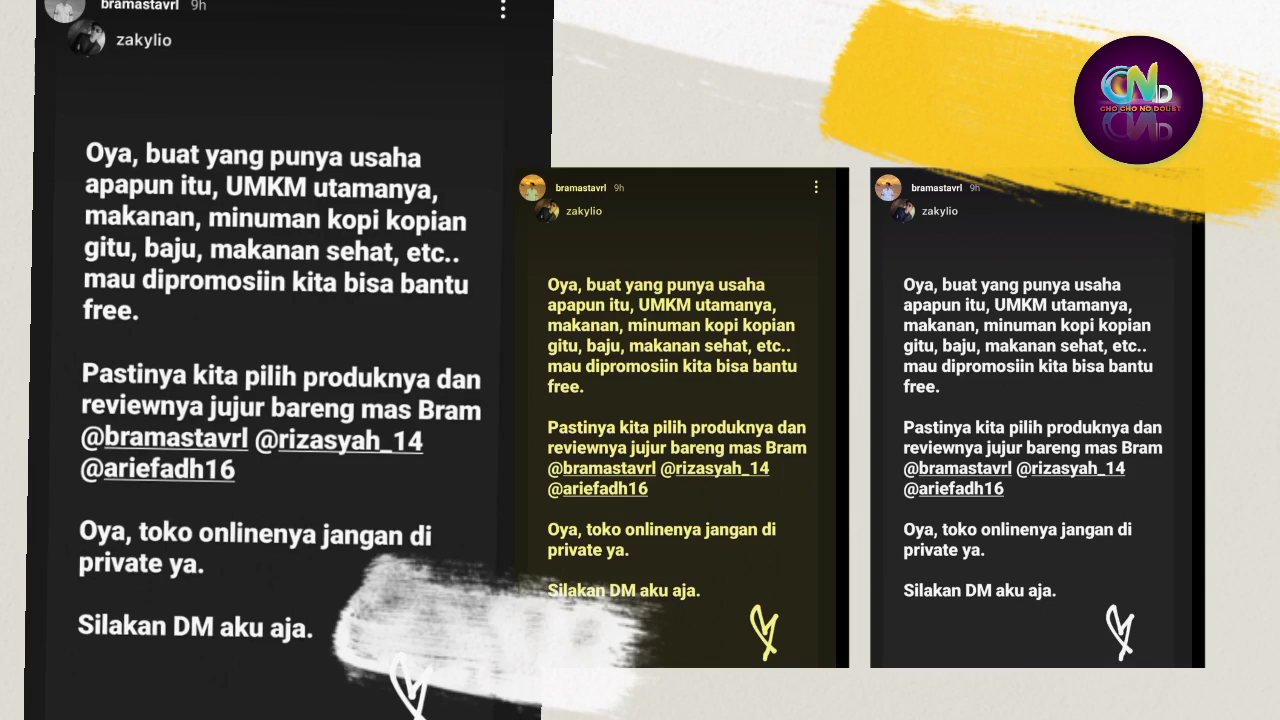 bramastavrl 9h
zakylio
Oya, buat yang punya usaha
apapun itu, UMKM utamanya,
makanan, minuman kopi kopian
gitu, baju, makanan sehat, etc..
mau dipromosiin kita bisa bantu
free.
Pastinya kita pilih produknya dan
reviewnya jujur bareng mas Bram
@bramastavrl @rizasyah_14
@ariefadh16
Oya, toko onlinenya jangan di
private ya.
Silakan DM aku aja.
bramastavrl 9h
zakylio
Oya, buat yang punya usaha
apapun itu, UMKM utamanya,
makanan, minuman kopi kopian
gitu, baju, makanan sehat, etc..
mau dipromosiin kita bisa bantu
free.
Pastinya kita pilih produknya dan
reviewnya jujur bareng mas Bram
@bramastavrl @rizasyah_14
@ariefadh16
Oya, toko onlinenya jangan di
private ya.
Silakan DM aku aja.
bramastavrl 9h
zakylio
Oya, buat yang punya usaha
apapun itu, UMKM utamanya,
makanan, minuman kopi kopian
gitu, baju, makanan sehat, etc..
mau dipromosiin kita bisa bantu
free.
Pastinya kita pilih produknya dan
reviewnya jujur bareng mas Bram
@bramastavrl @rizasyah_14
@ariefadh16
Oya, toko onlinenya jangan di
private ya.
Silakan DM aku aja.
CND
CHO CHO NO DOUBT